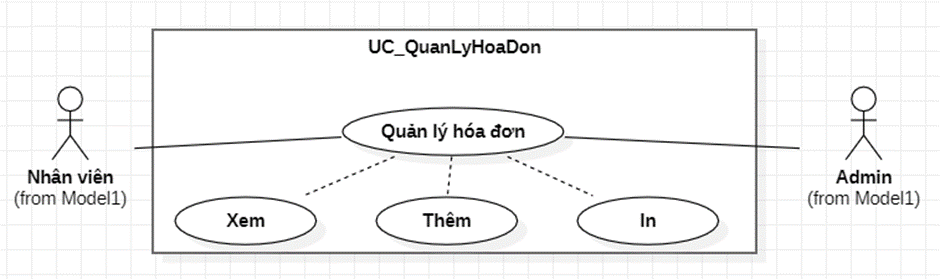 UC_QuanLyHoaDon
Quản lý hóa đơn
Nhân viên
(from Model1)
Admin
(from Model1)
Xem
Thêm
In